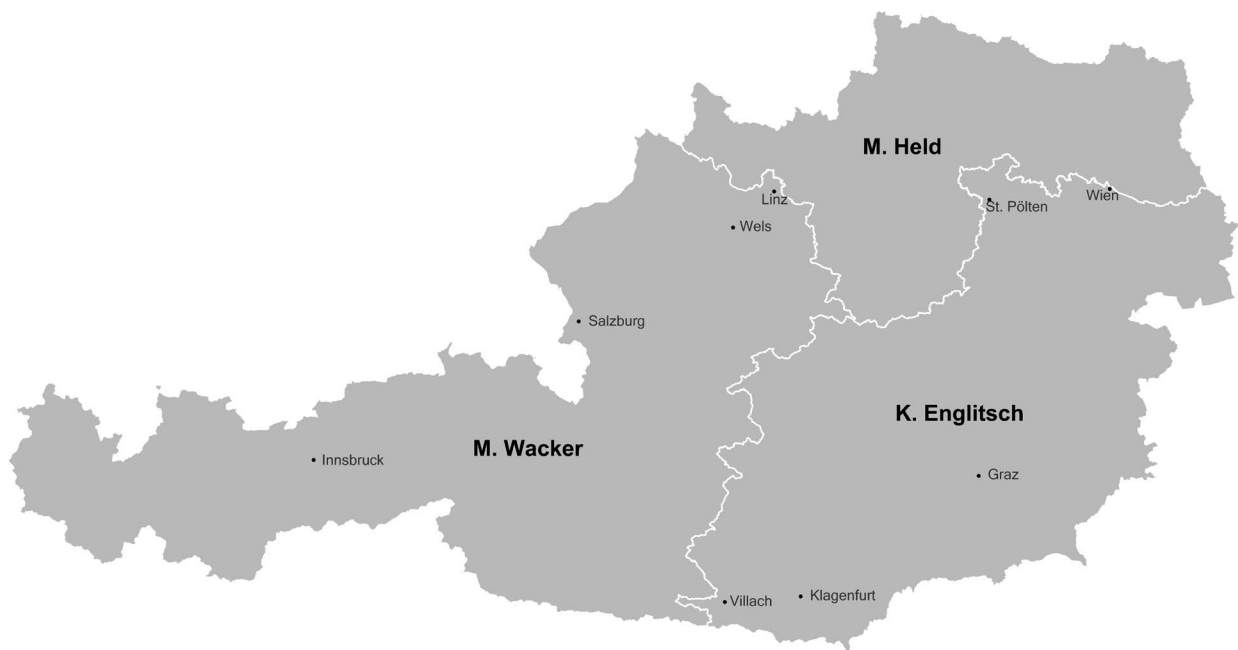 M. Held
Linz
St. Pölten
Wien
Wels
Salzburg
K. Englitsch
M. Wacker
Innsbruck
Graz
Villach
Klagenfurt